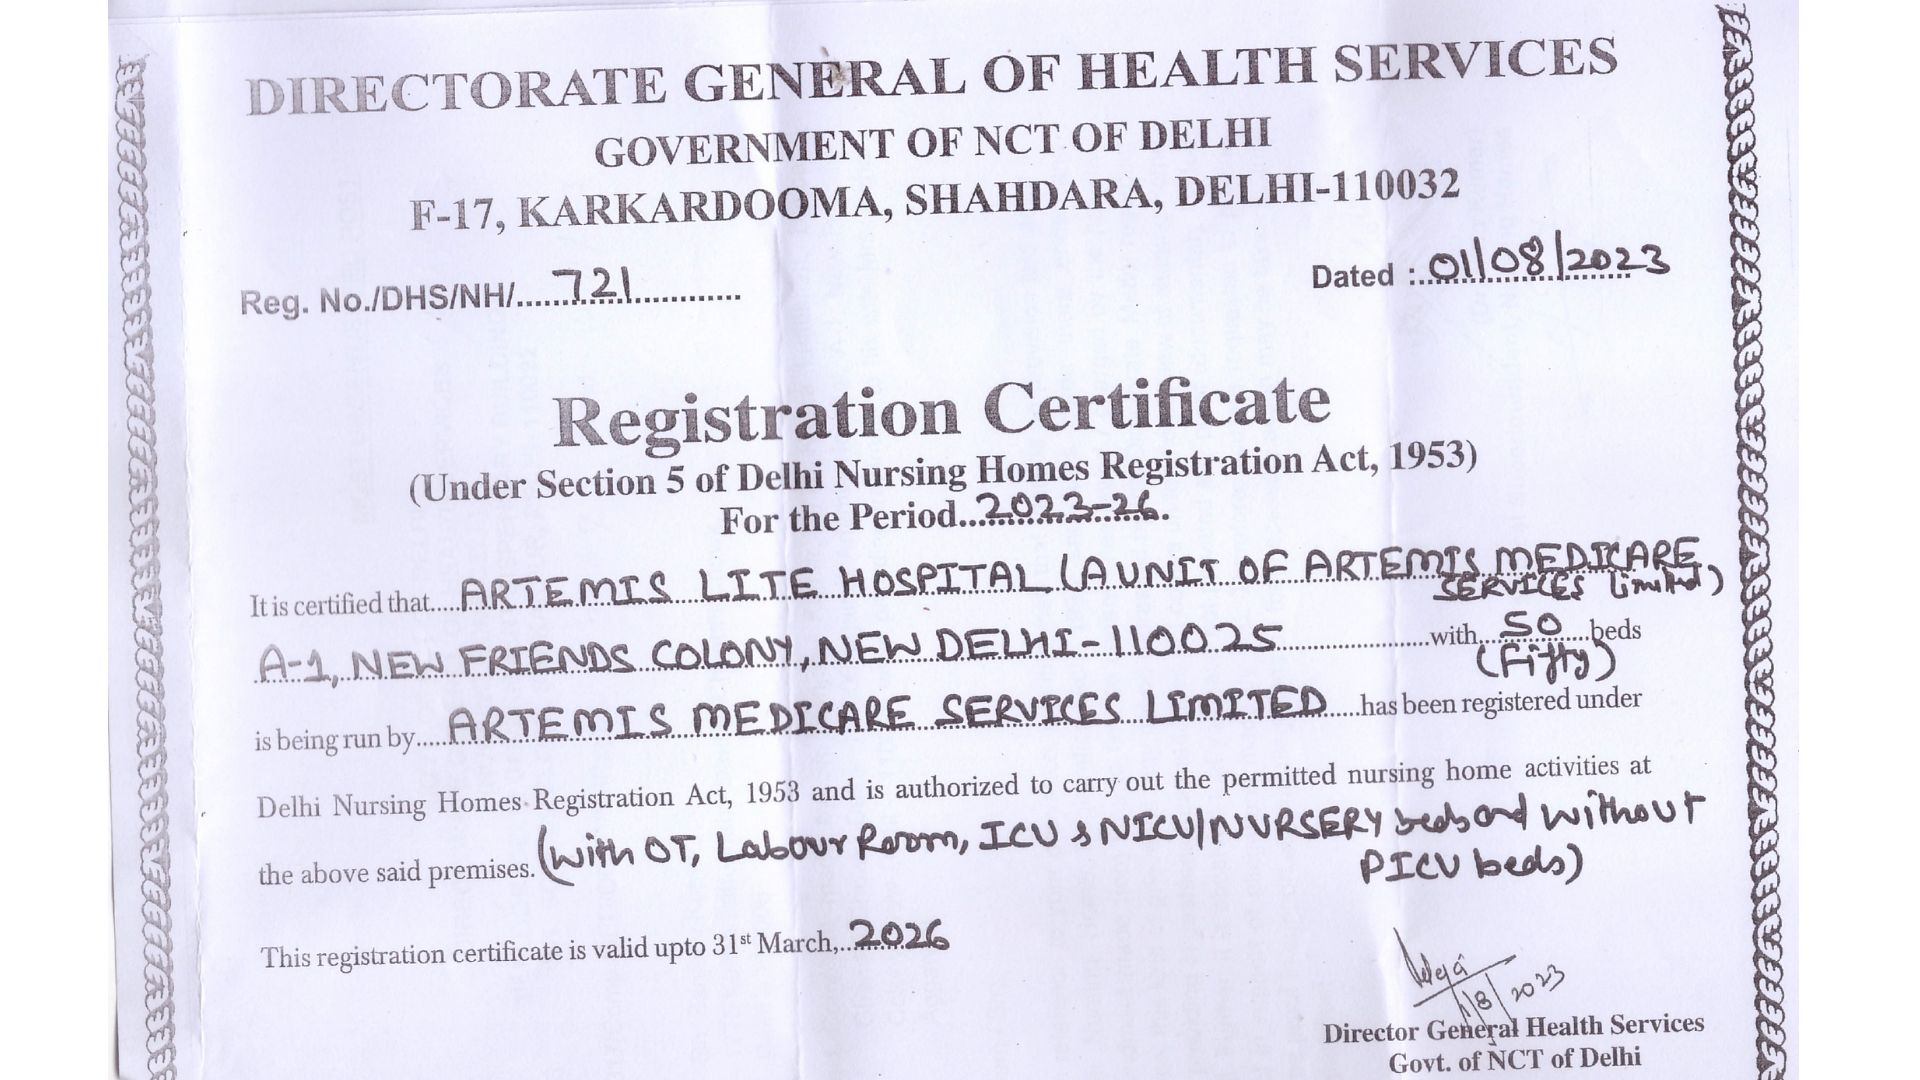 DIRECTORATE GENERAL OF HEALTH SERVICES
GOVERNMENT OF NCT OF DELHI
F-17, KARKARDOOMA, SHAHDARA, DELHI-110032
Reg. No./DHS/NH/......721.............. Dated :..01/08/2023
Registration Certificate
(Under Section 5 of Delhi Nursing Homes Registration Act, 1953)
For the Period...2023-26.
It is certified that....ARTEMIS LITE HOSPITAL (A UNIT OF ARTEMIS MEDICARE
SERVICES limited)
A-1, NEW FRIENDS COLONY, NEW DELHI-110025..................with...50....beds
(Fifty)
is being run by.....ARTEMIS MEDICARE SERVICES LIMITED....has been registered under
Delhi Nursing Homes Registration Act, 1953 and is authorized to carry out the permitted nursing home activities at
the above said premises. (with OT, Labour Room, ICU & NICU/NURSERY beds and without
PICU beds)
This registration certificate is valid upto 31st March,..2026
1/8/2023
Director General Health Services
Govt. of NCT of Delhi